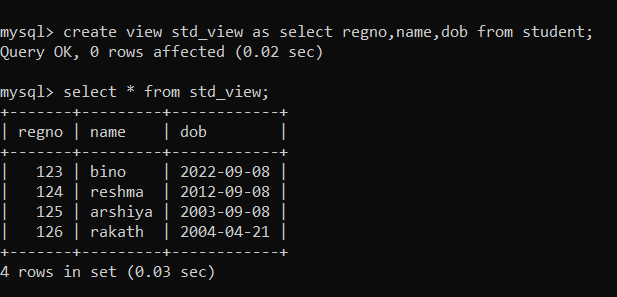 mysql> create view std_view as select regno,name,dob from student;
Query OK, 0 rows affected (0.02 sec)
mysql> select * from std_view;
+-------+---------+------------+
| regno | name    | dob        |
+-------+---------+------------+
|   123 | bino    | 2022-09-08 |
|   124 | reshma  | 2012-09-08 |
|   125 | arshiya | 2003-09-08 |
|   126 | rakath  | 2004-04-21 |
+-------+---------+------------+
4 rows in set (0.03 sec)